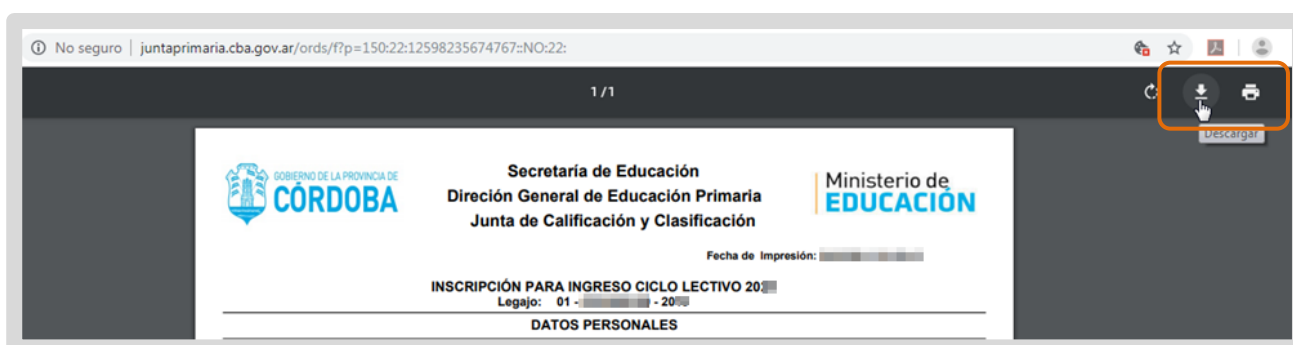 No seguro | juntaprimaria.cba.gov.ar/ords/f?p=150:22:12598235674767::NO:22:
1 / 1
Descargar
GOBIERNO DE LA PROVINCIA DE
CÓRDOBA
Secretaría de Educación
Direción General de Educación Primaria
Junta de Calificación y Clasificación
Ministerio de
EDUCACIÓN
Fecha de Impresión:
INSCRIPCIÓN PARA INGRESO CICLO LECTIVO 20
Legajo: 01 - - 20
DATOS PERSONALES